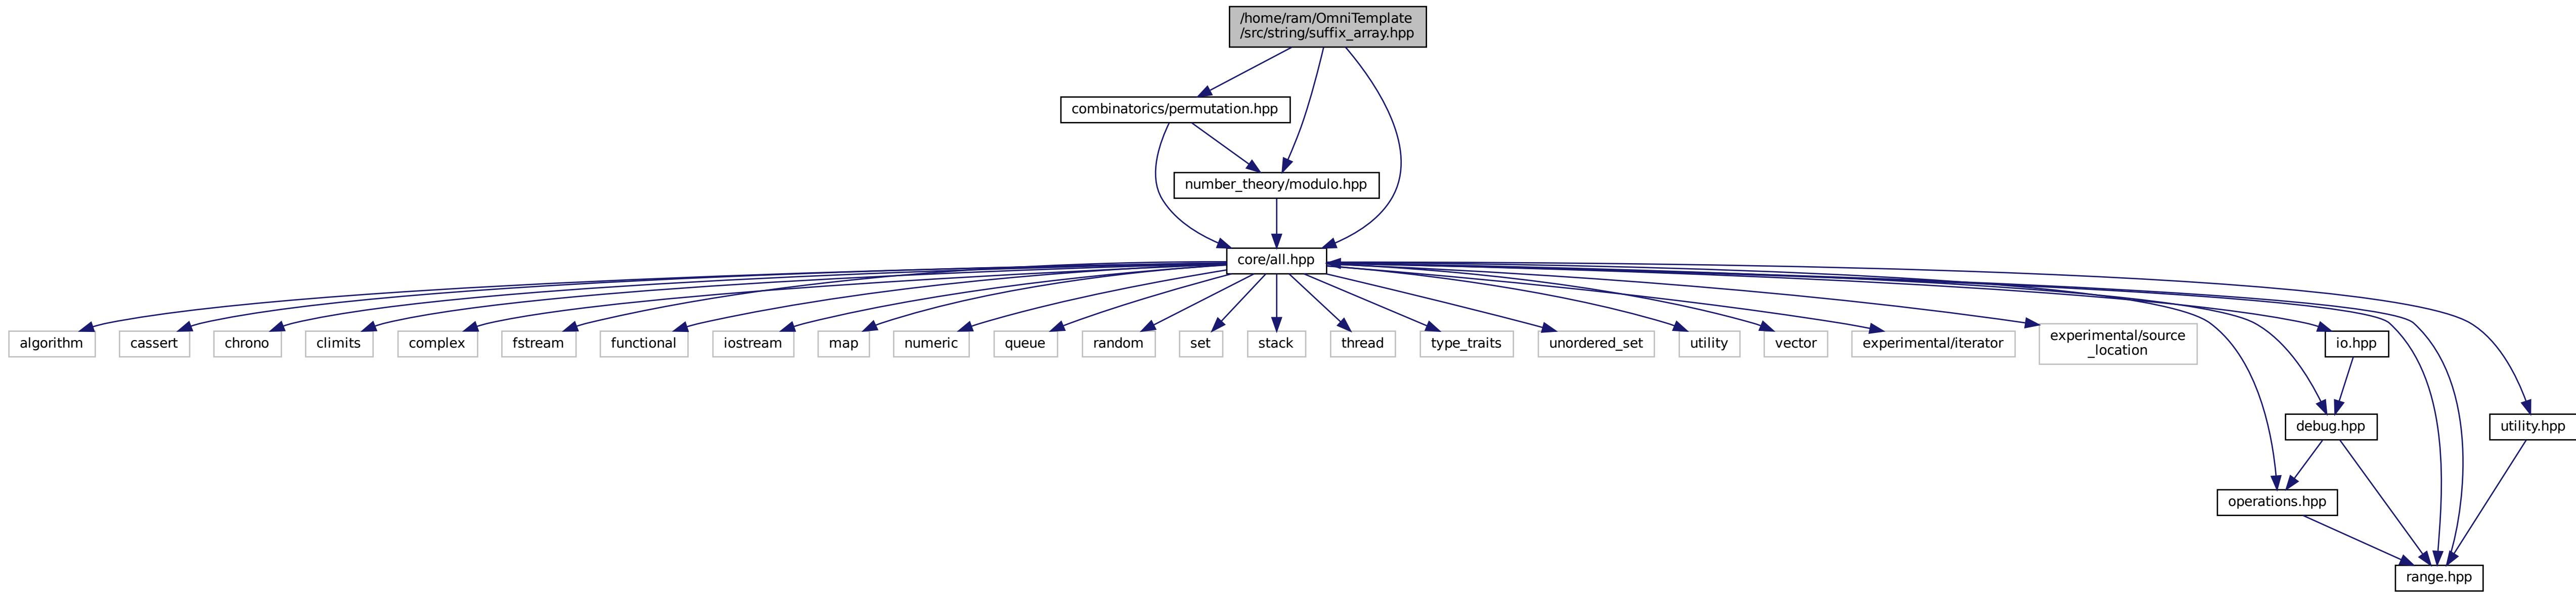 /home/ram/OmniTemplate
/src/string/suffix_array.hpp
combinatorics/permutation.hpp
number_theory/modulo.hpp
core/all.hpp
algorithm
cassert
chrono
climits
complex
fstream
functional
iostream
map
numeric
queue
random
set
stack
thread
type_traits
unordered_set
utility
vector
experimental/iterator
experimental/source
_location
io.hpp
debug.hpp
utility.hpp
operations.hpp
range.hpp